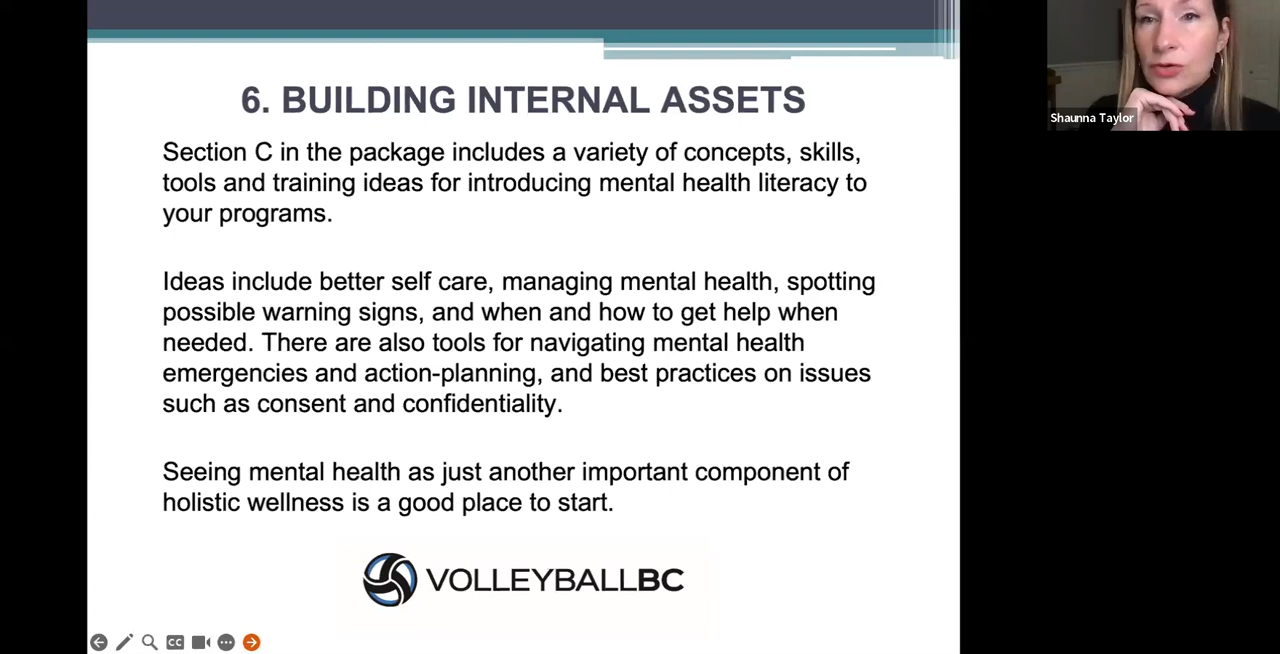 6. BUILDING INTERNAL ASSETS
Section C in the package includes a variety of concepts, skills,
tools and training ideas for introducing mental health literacy to
your programs.
Ideas include better self care, managing mental health, spotting
possible warning signs, and when and how to get help when
needed. There are also tools for navigating mental health
emergencies and action-planning, and best practices on issues
such as consent and confidentiality.
Seeing mental health as just another important component of
holistic wellness is a good place to start.
VOLLEYBALLBC
CC
Shaunna Taylor